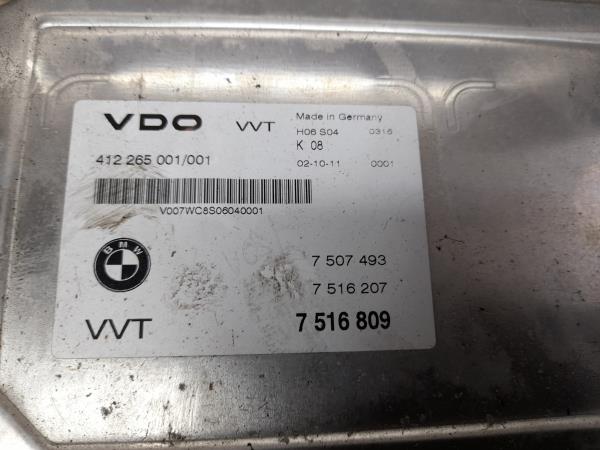 VDO VVT Made in Germany
H06 S04 0316
K 08
412 265 001/001 02-10-11 0001
V007WC8S06040001
BMW
7 507 493
7 516 207
VVT 7 516 809